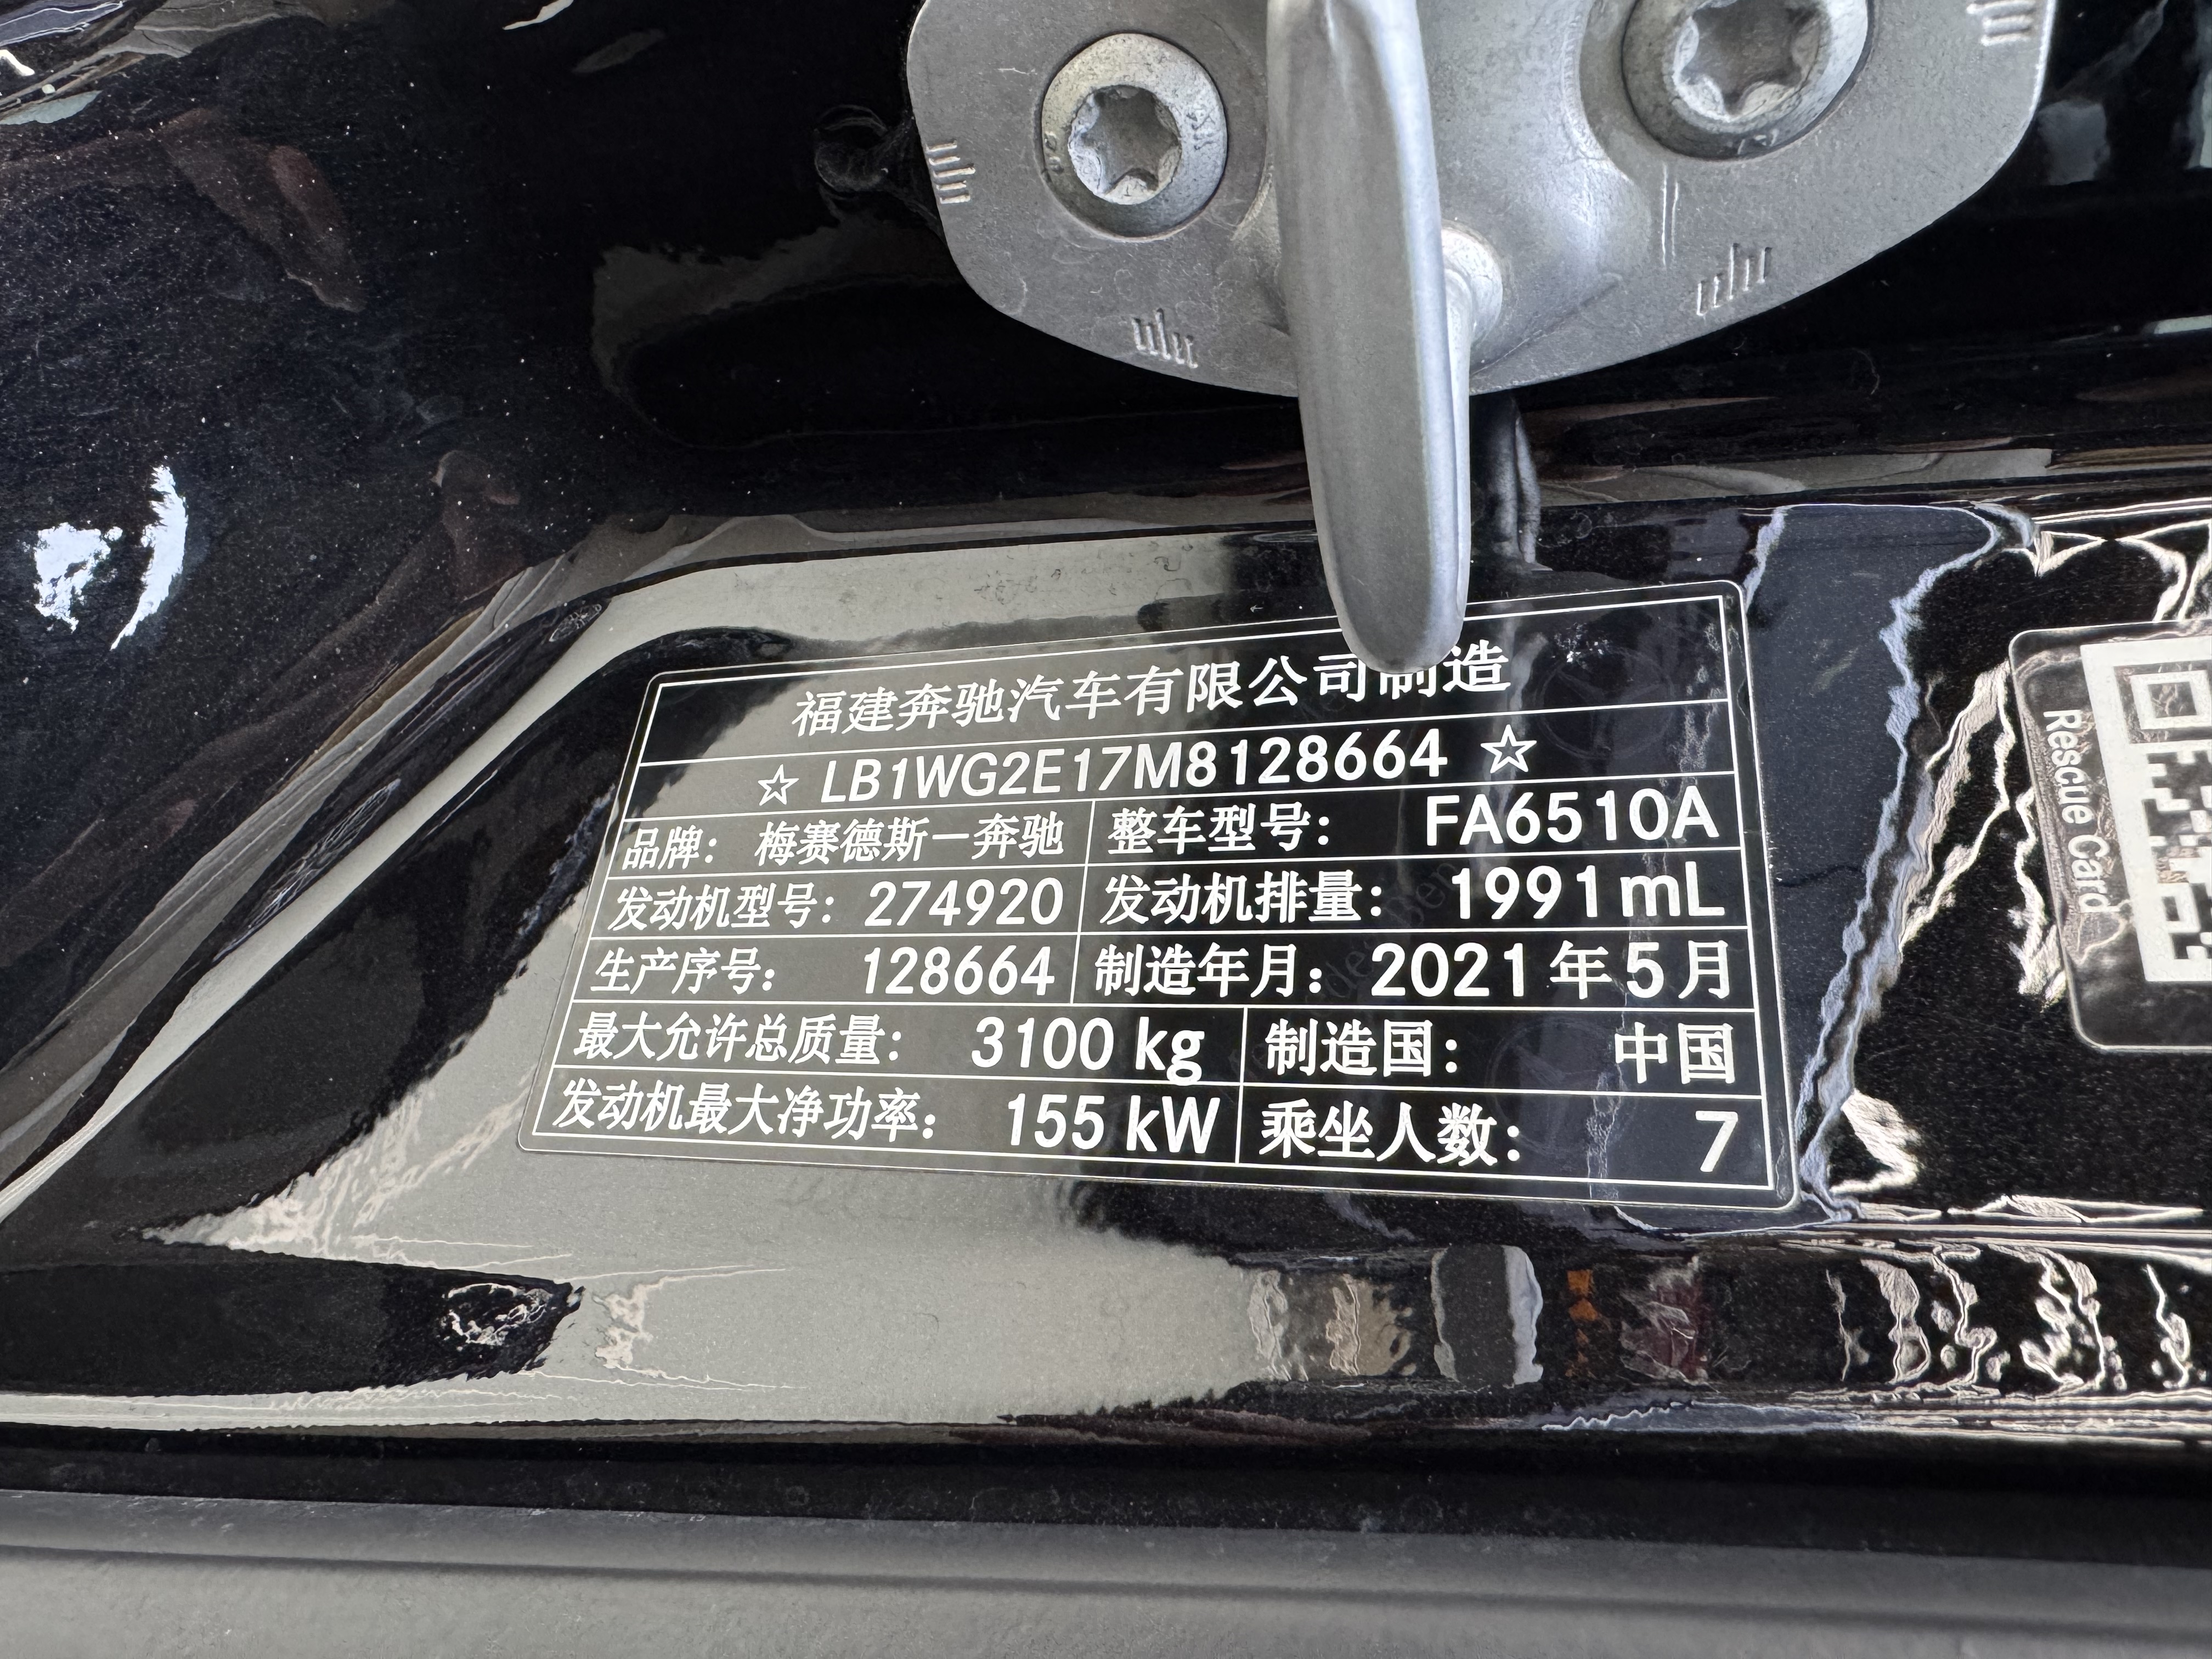 福建奔驰汽车有限公司制造
☆ LB1WG2E17M8128664 ☆
品牌： 梅赛德斯－奔驰 整车型号： FA6510A
发动机型号： 274920 发动机排量： 1991 mL
生产序号： 128664 制造年月： 2021 年 5 月
最大允许总质量： 3100 kg 制造国： 中国
发动机最大净功率： 155 kW 乘坐人数： 7
Rescue Card